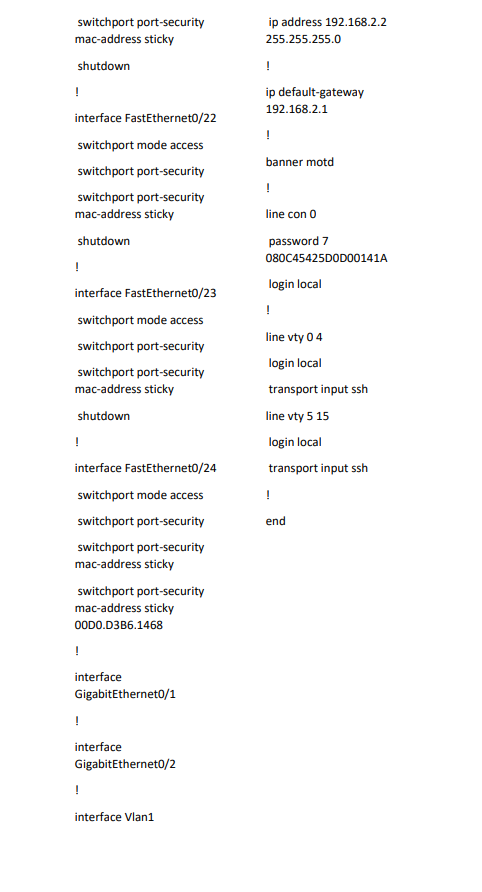 switchport port-security
mac-address sticky
shutdown
!
interface FastEthernet0/22
switchport mode access
switchport port-security
switchport port-security
mac-address sticky
shutdown
!
interface FastEthernet0/23
switchport mode access
switchport port-security
switchport port-security
mac-address sticky
shutdown
!
interface FastEthernet0/24
switchport mode access
switchport port-security
switchport port-security
mac-address sticky
switchport port-security
mac-address sticky
00D0.D3B6.1468
!
interface
GigabitEthernet0/1
!
interface
GigabitEthernet0/2
!
interface Vlan1
ip address 192.168.2.2
255.255.255.0
!
ip default-gateway
192.168.2.1
!
banner motd
!
line con 0
password 7
080C45425D0D00141A
login local
!
line vty 0 4
login local
transport input ssh
line vty 5 15
login local
transport input ssh
!
end